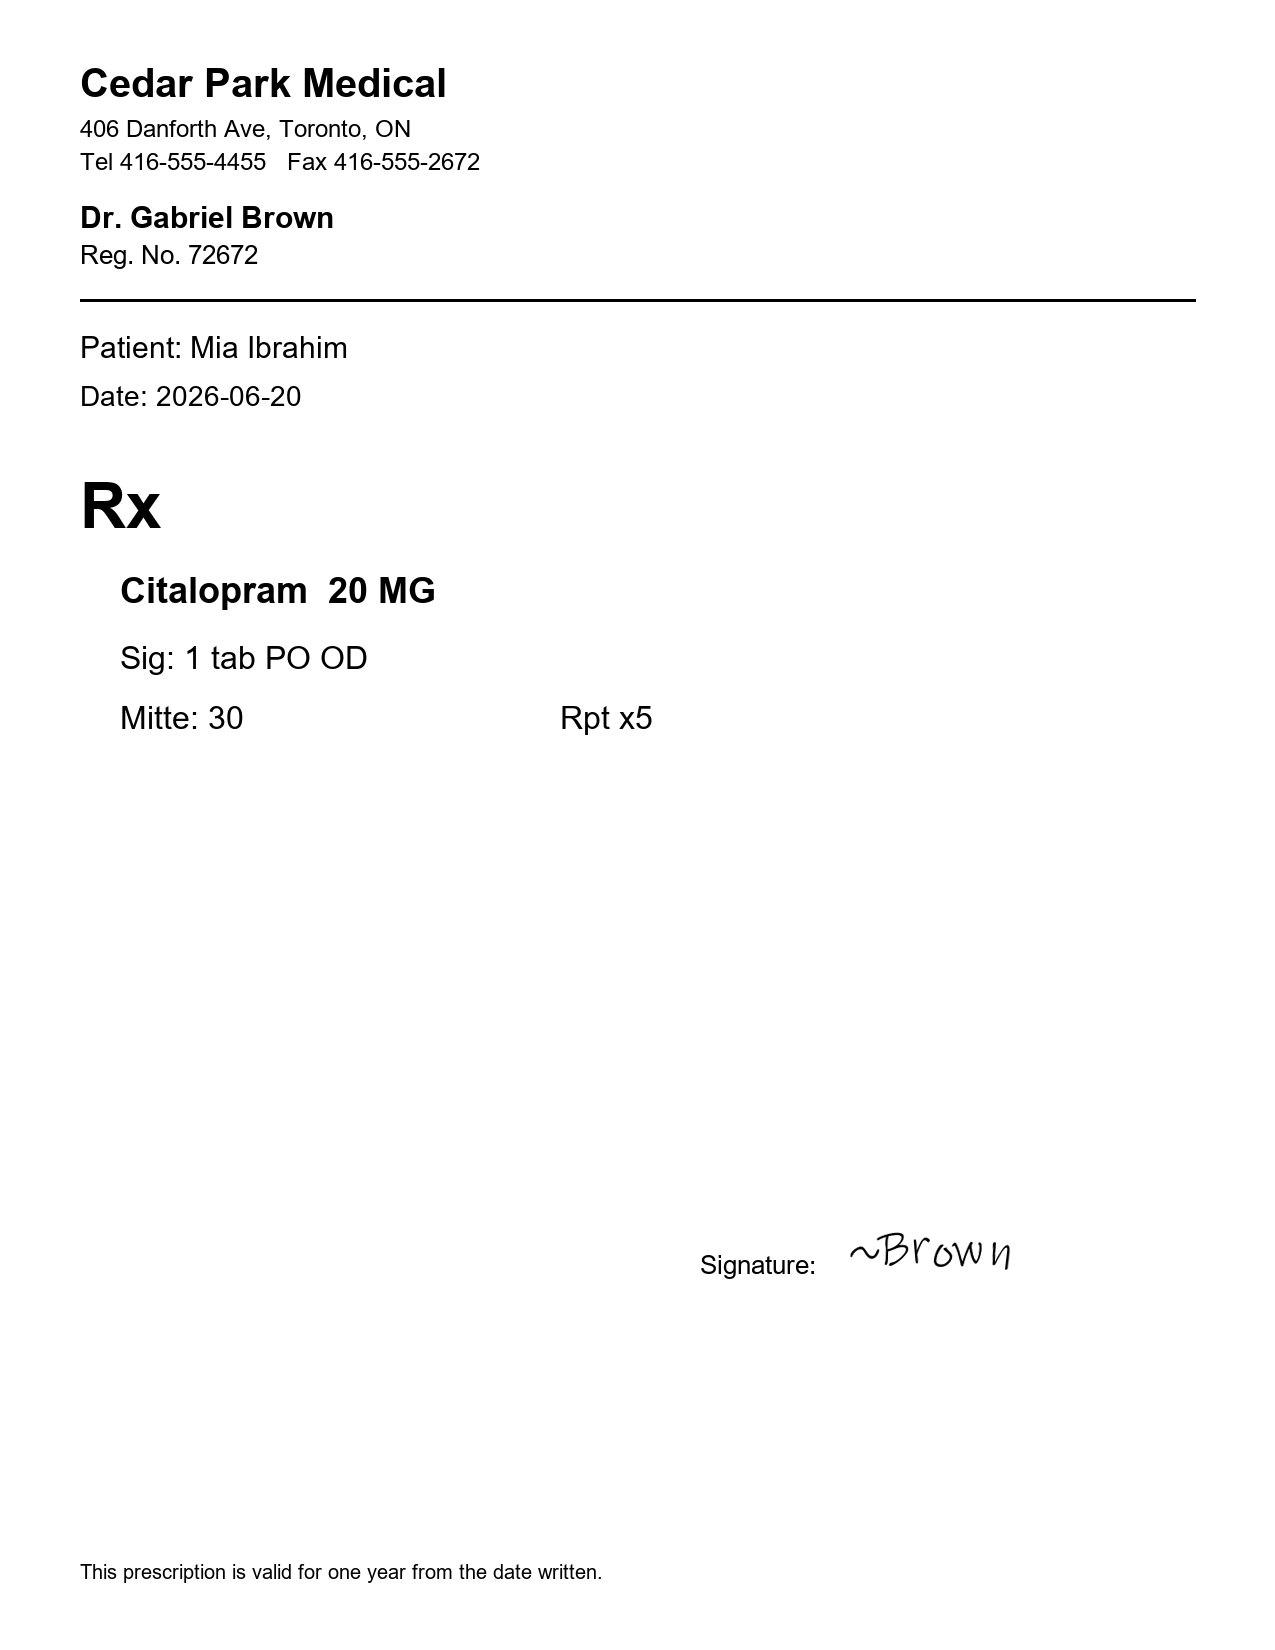 Cedar Park Medical
406 Danforth Ave, Toronto, ON
Tel 416-555-4455   Fax 416-555-2672
Dr. Gabriel Brown
Reg. No. 72672
Patient: Mia Ibrahim
Date: 2026-06-20
Rx
Citalopram  20 MG
Sig: 1 tab PO OD
Mitte: 30   Rpt x5
Signature: ~Brown
This prescription is valid for one year from the date written.